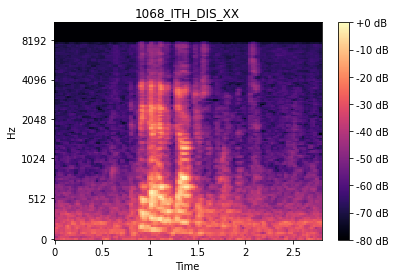 1068_ITH_DIS_XX
8192
4096
2048
1024
512
0
Hz
0
0.5
1
1.5
2
2.5
Time
+0 dB
-10 dB
-20 dB
-30 dB
-40 dB
-50 dB
-60 dB
-70 dB
-80 dB